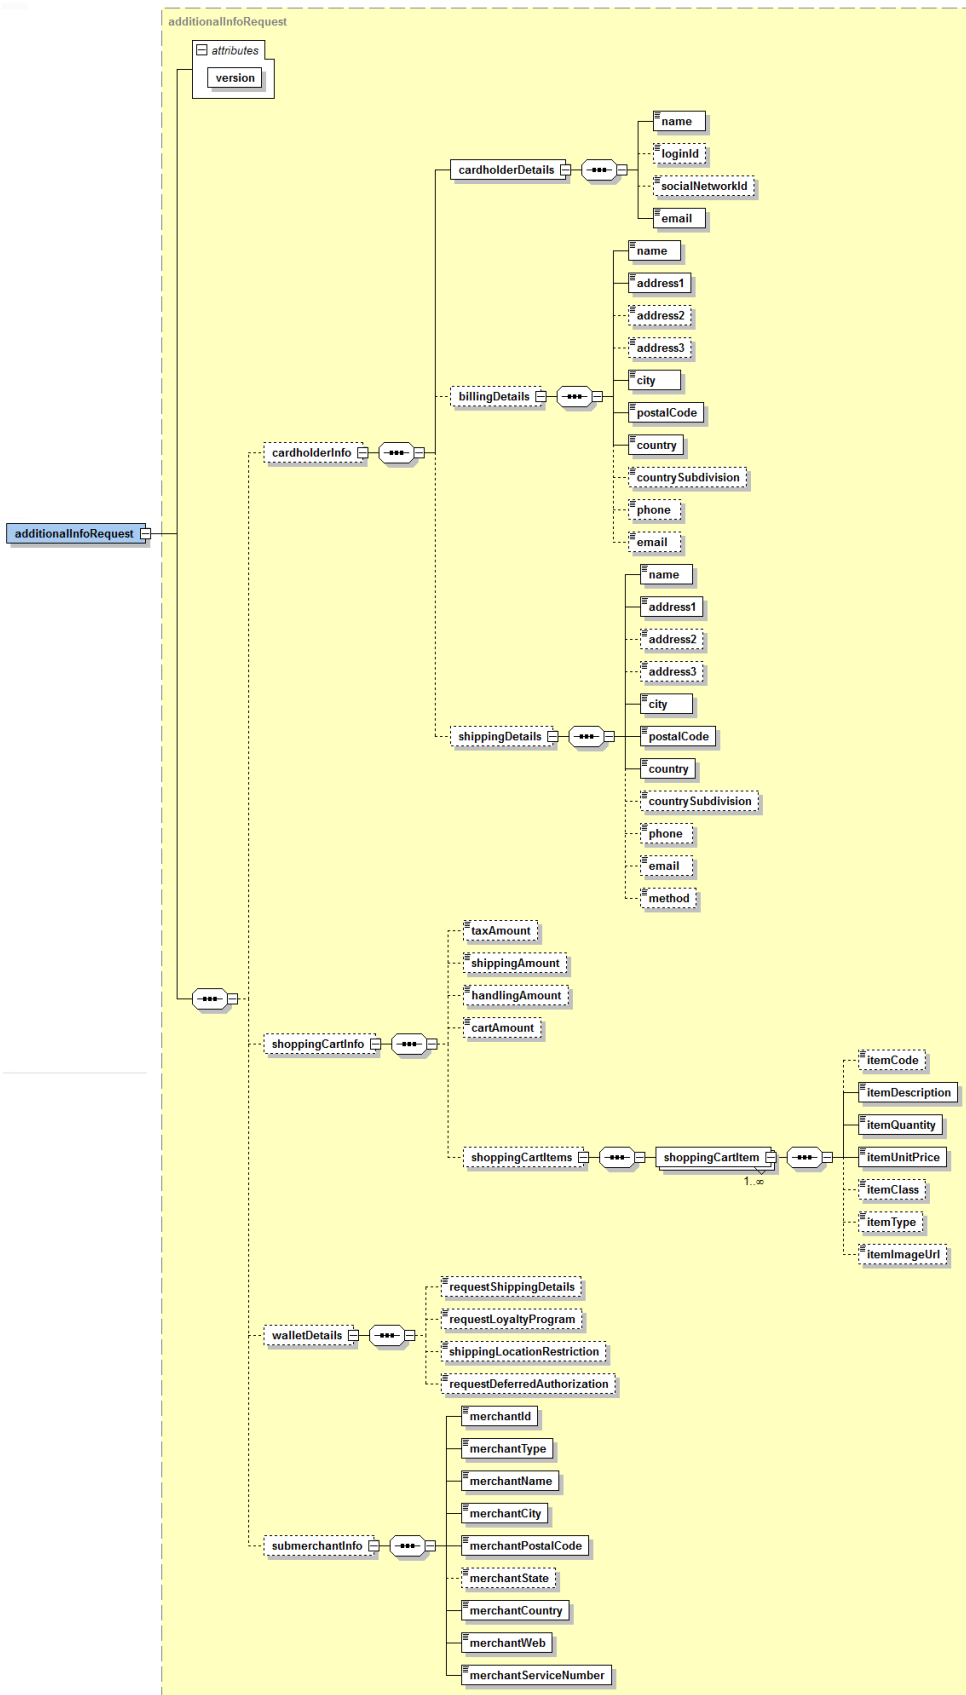 additionalInfoRequest
attributes
version
name
cardholderDetails
loginId
socialNetworkId
email
name
address1
address2
address3
city
billingDetails
postalCode
country
cardholderInfo
countrySubdivision
phone
additionalInfoRequest
email
name
address1
address2
address3
city
shippingDetails
postalCode
country
countrySubdivision
phone
email
method
taxAmount
shippingAmount
handlingAmount
cartAmount
shoppingCartInfo
itemCode
itemDescription
itemQuantity
shoppingCartItems
shoppingCartItem
itemUnitPrice
1..∞
itemClass
itemType
itemImageUrl
requestShippingDetails
requestLoyaltyProgram
walletDetails
shippingLocationRestriction
requestDeferredAuthorization
merchantId
merchantType
merchantName
merchantCity
submerchantInfo
merchantPostalCode
merchantState
merchantCountry
merchantWeb
merchantServiceNumber